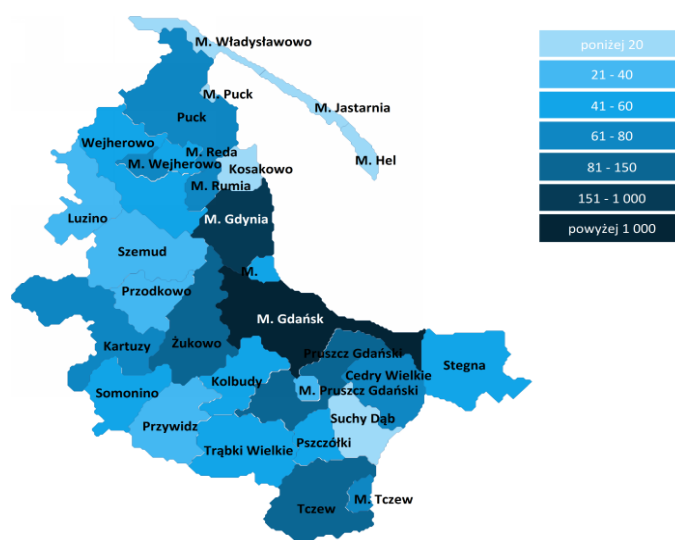 M. Władysławowo
poniżej 20
21 - 40
41 - 60
61 - 80
81 - 150
151 - 1 000
powyżej 1 000
M. Puck
Puck
M. Jastarnia
Wejherowo
M. Reda
M. Hel
M. Wejherowo
Kosakowo
M. Rumia
Luzino
M. Gdynia
Szemud
M.
Przodkowo
M. Gdańsk
Kartuzy
Żukowo
Pruszcz Gdański
Stegna
Cedry Wielkie
Kolbudy
M. Pruszcz Gdański
Somonino
Suchy Dąb
Przywidz
Pszczółki
Trąbki Wielkie
M. Tczew
Tczew